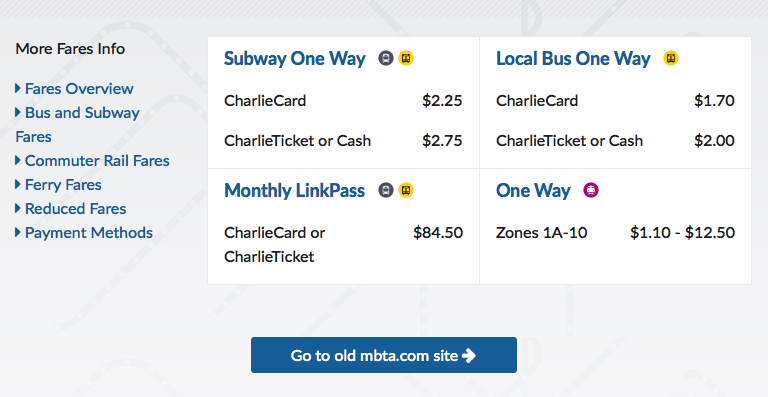 More Fares Info
Fares Overview
Bus and Subway
Fares
Commuter Rail Fares
Ferry Fares
Reduced Fares
Payment Methods
Subway One Way
CharlieCard $2.25
CharlieTicket or Cash $2.75
Local Bus One Way
CharlieCard $1.70
CharlieTicket or Cash $2.00
Monthly LinkPass
CharlieCard or $84.50
CharlieTicket
One Way
Zones 1A-10 $1.10 - $12.50
Go to old mbta.com site